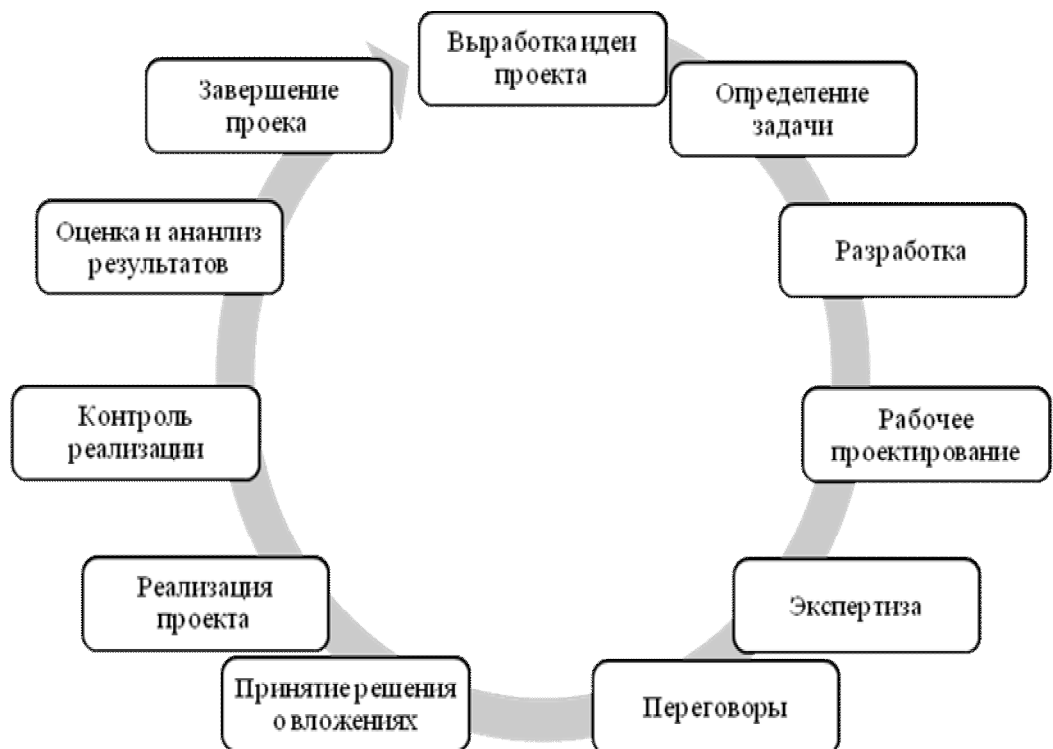 Выработка идеи
проекта
Определение
задачи
Разработка
Рабочее
проектирование
Экспертиза
Переговоры
Принятие решения
о вложениях
Реализация
проекта
Контроль
реализации
Оценка и ананлиз
результатов
Завершение
проека